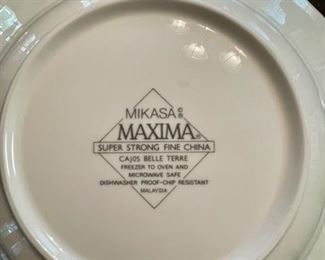 MIKASA®
MAXIMA®
SUPER STRONG FINE CHINA
CAJ05 BELLE TERRE
FREEZER TO OVEN AND
MICROWAVE SAFE
DISHWASHER PROOF-CHIP RESISTANT
MALAYSIA